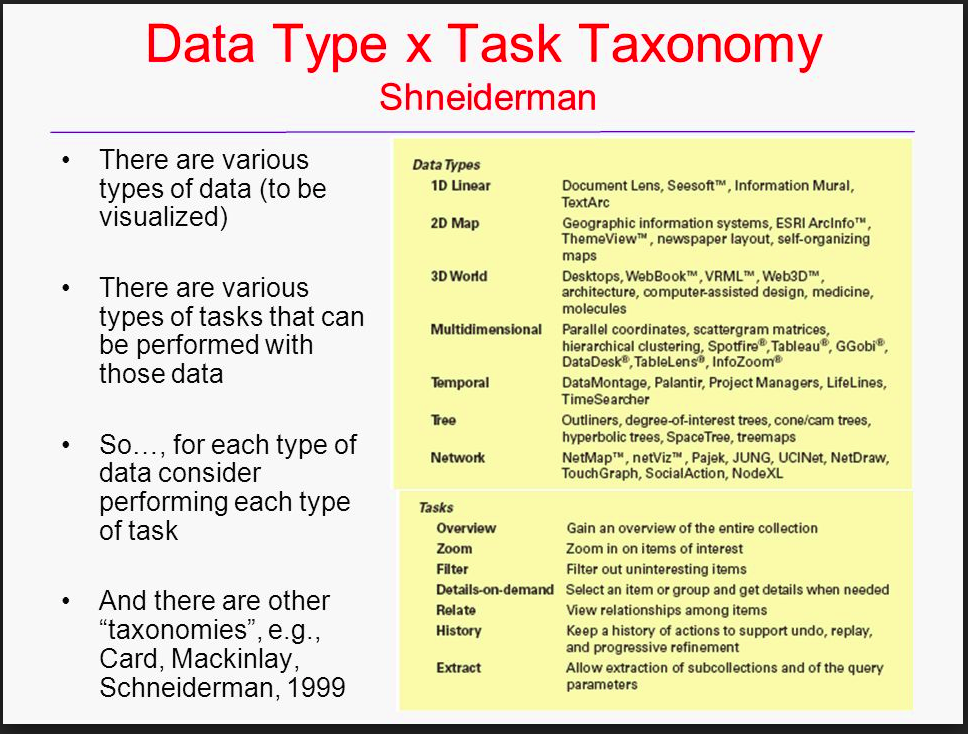 Data Type x Task Taxonomy
Shneiderman
• There are various
types of data (to be
visualized)
• There are various
types of tasks that can
be performed with
those data
• So…, for each type of
data consider
performing each type
of task
• And there are other
“taxonomies”, e.g.,
Card, Mackinlay,
Schneiderman, 1999
Data Types
1D Linear Document Lens, Seesoft™, Information Mural,
TextArc
2D Map Geographic information systems, ESRI ArcInfo™,
ThemeView™, newspaper layout, self-organizing
maps
3D World Desktops, WebBook™, VRML™, Web3D™,
architecture, computer-assisted design, medicine,
molecules
Multidimensional Parallel coordinates, scattergram matrices,
hierarchical clustering, Spotfire®, Tableau®, GGobi®,
DataDesk®, TableLens®, InfoZoom®
Temporal DataMontage, Palantir, Project Managers, LifeLines,
TimeSearcher
Tree Outliners, degree-of-interest trees, cone/cam trees,
hyperbolic trees, SpaceTree, treemaps
Network NetMap™, netViz™, Pajek, JUNG, UCINet, NetDraw,
TouchGraph, SocialAction, NodeXL
Tasks
Overview Gain an overview of the entire collection
Zoom Zoom in on items of interest
Filter Filter out uninteresting items
Details-on-demand Select an item or group and get details when needed
Relate View relationships among items
History Keep a history of actions to support undo, replay,
and progressive refinement
Extract Allow extraction of subcollections and of the query
parameters